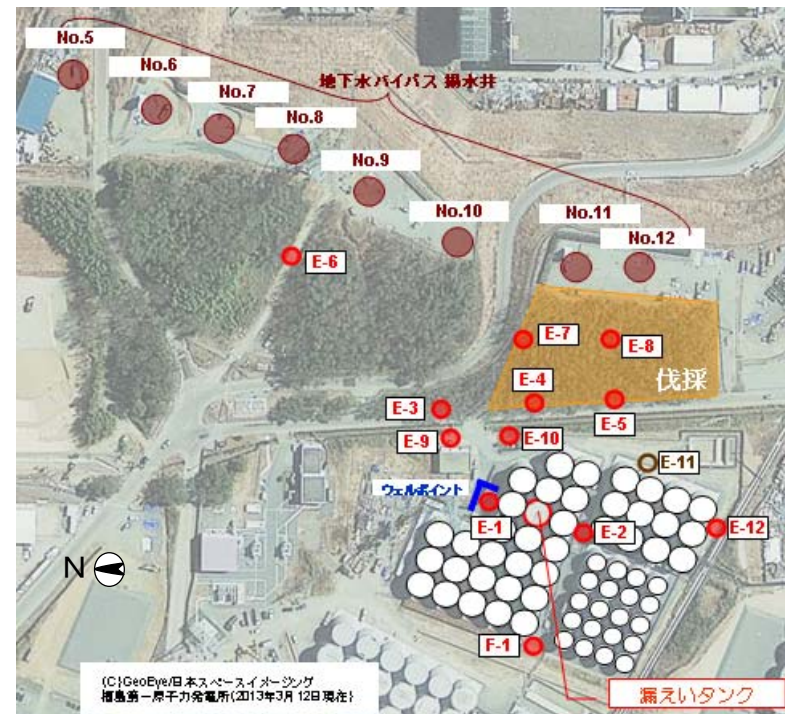 No.5
No.6
No.7
No.8
地下水バイパス 揚水井
No.9
No.10
No.11
No.12
E-6
E-7
E-8
伐採
E-4
E-3
E-5
E-9
E-10
E-11
ウェルポイント
E-1
E-2
E-12
N
F-1
(C)GeoEye/日本スペースイメージング
福島第一原子力発電所(2013年3月12日現在)
漏えいタンク